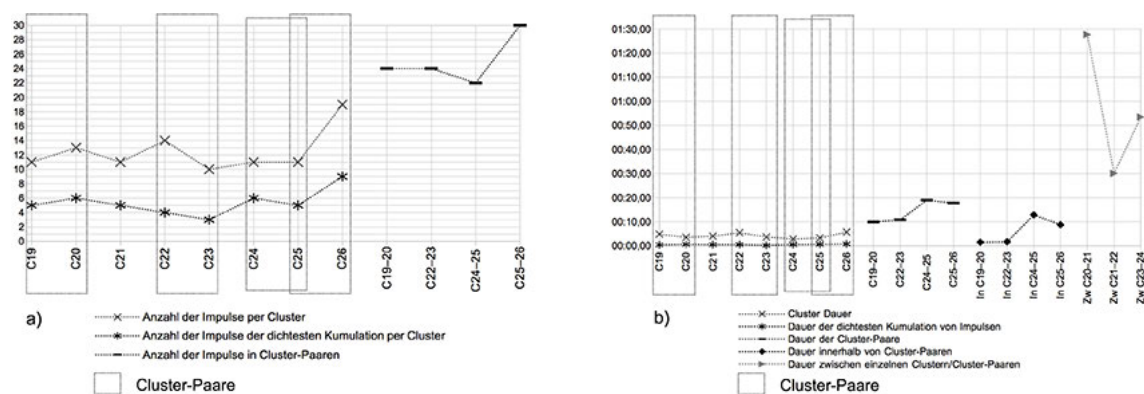 a)
30
28
26
24
22
20
18
16
14
12
10
8
6
4
2
0
C19
C20
C21
C22
C23
C24
C25
C26
C19–20
C22–23
C24–25
C25–26
Anzahl der Impulse per Cluster
Anzahl der Impulse der dichtesten Kumulation per Cluster
Anzahl der Impulse in Cluster-Paaren
Cluster-Paare
b)
01:30,00
01:10,00
01:00,00
00:50,00
00:30,00
00:20,00
00:10,00
00:00,00
C19
C20
C21
C22
C23
C24
C25
C26
C19–20
C22–23
C24–25
C25–26
In C19–20
In C22–23
In C24–25
In C25–26
Zw C20–21
Zw C21–22
Zw C23–24
Cluster Dauer
Dauer der dichtesten Kumulation von Impulsen
Dauer der Cluster-Paare
Dauer innerhalb von Cluster-Paaren
Dauer zwischen einzelnen Clustern/Cluster-Paaren
Cluster-Paare